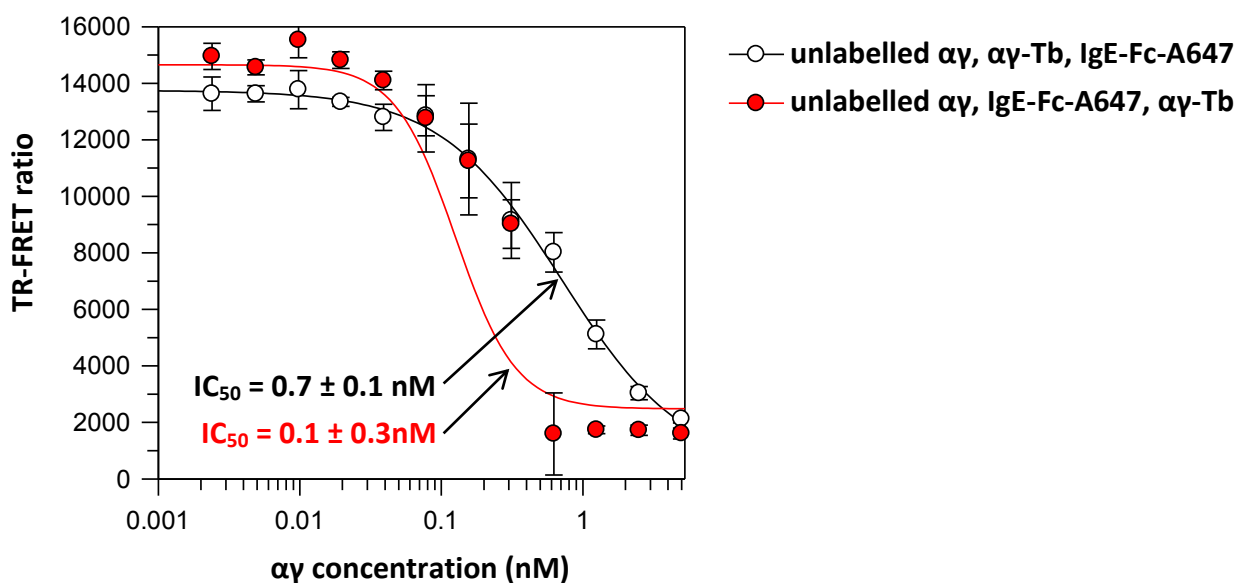 16000
14000
12000
10000
8000
6000
4000
2000
0
TR-FRET ratio
0.001
0.01
0.1
1
αγ concentration (nM)
IC₅₀ = 0.7 ± 0.1 nM
IC₅₀ = 0.1 ± 0.3nM
unlabelled αγ, αγ-Tb, IgE-Fc-A647
unlabelled αγ, IgE-Fc-A647, αγ-Tb